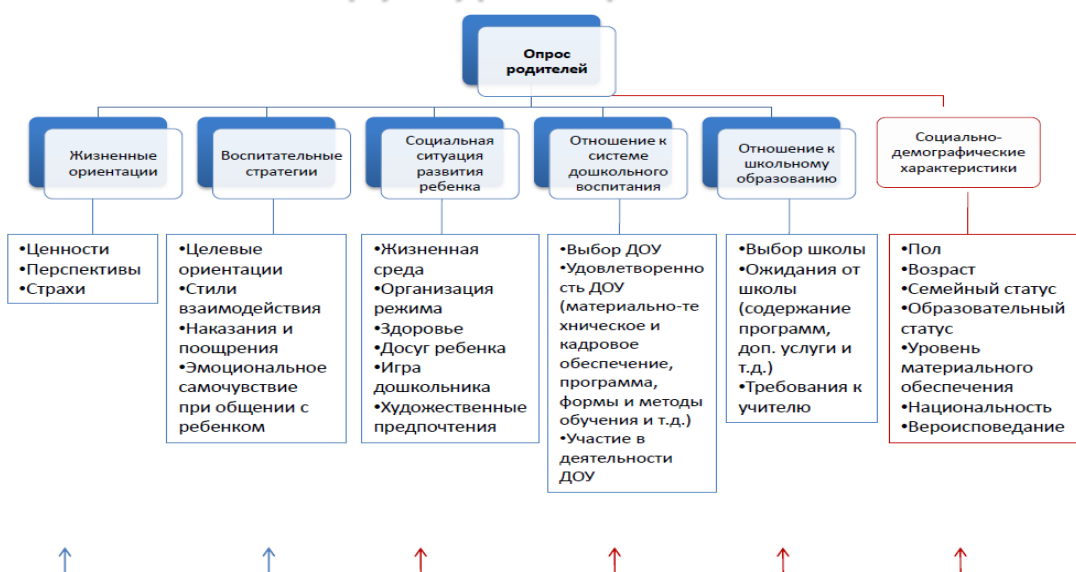 Опрос
родителей
Жизненные
ориентации
Воспитательные
стратегии
Социальная
ситуация
развития
ребенка
Отношение к
системе
дошкольного
воспитания
Отношение к
школьному
образованию
Социально-
демографические
характеристики
•Ценности
•Перспективы
•Страхи
•Целевые
ориентации
•Стили
взаимодействия
•Наказания и
поощрения
•Эмоциональное
самочувствие
при общении с
ребенком
•Жизненная
среда
•Организация
режима
•Здоровье
•Досуг ребенка
•Игра
дошкольника
•Художественные
предпочтения
•Выбор ДОУ
•Удовлетворенно
сть ДОУ
(материально-те
хническое и
кадровое
обеспечение,
программа,
формы и методы
обучения и т.д.)
•Участие в
деятельности
ДОУ
•Выбор школы
•Ожидания от
школы
(содержание
программ,
доп. услуги и
т.д.)
•Требования к
учителю
•Пол
•Возраст
•Семейный статус
•Образовательный
статус
•Уровень
материального
обеспечения
•Национальность
•Вероисповедание